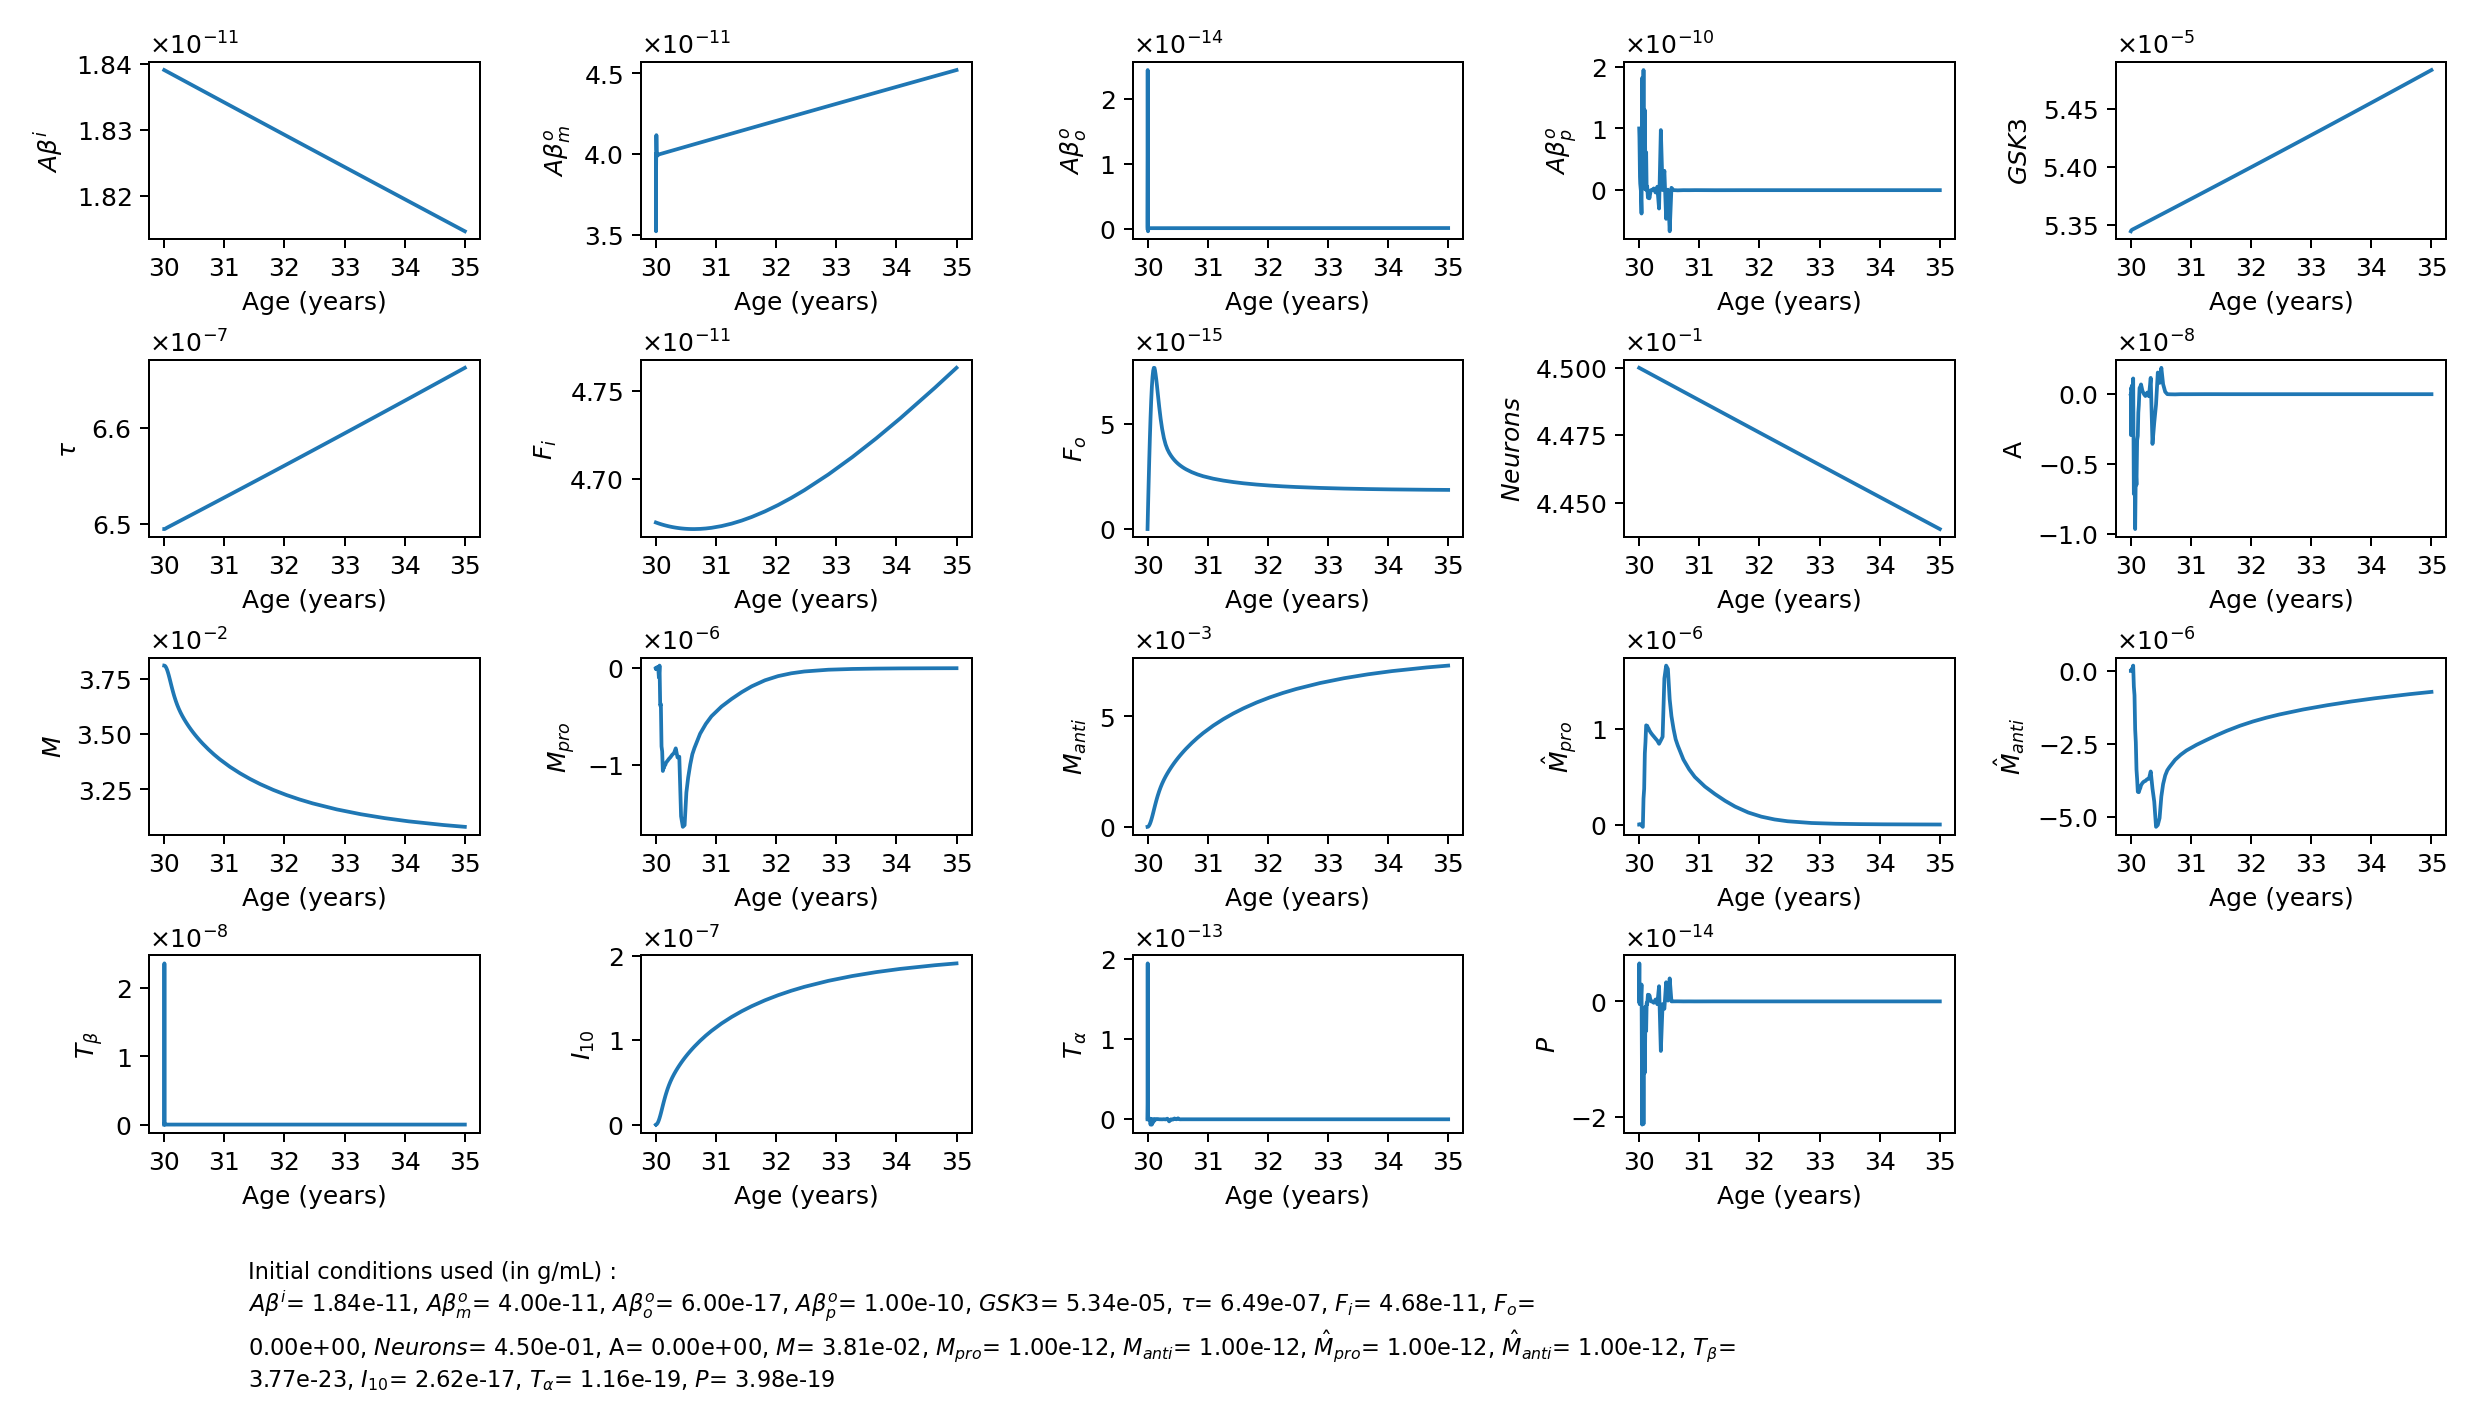 ×10⁻¹¹ ×10⁻¹¹ ×10⁻¹⁴ ×10⁻¹⁰ ×10⁻⁵
1.84 1.83 1.82 4.5 4.0 3.5 2 1 0 2 1 0 5.45 5.40 5.35
Aβⁱ Aβₘᵒ Aβₒᵒ Aβₚᵒ GSK3
30 31 32 33 34 35 30 31 32 33 34 35 30 31 32 33 34 35 30 31 32 33 34 35 30 31 32 33 34 35
Age (years) Age (years) Age (years) Age (years) Age (years)
×10⁻⁷ ×10⁻¹¹ ×10⁻¹⁵ ×10⁻¹ ×10⁻⁸
6.6 6.5 4.75 4.70 5 0 4.500 4.475 4.450 0.0 −0.5 −1.0
τ Fᵢ Fₒ Neurons A
30 31 32 33 34 35 30 31 32 33 34 35 30 31 32 33 34 35 30 31 32 33 34 35 30 31 32 33 34 35
Age (years) Age (years) Age (years) Age (years) Age (years)
×10⁻² ×10⁻⁶ ×10⁻³ ×10⁻⁶ ×10⁻⁶
3.75 3.50 3.25 0 −1 5 0 1 0 0.0 −2.5 −5.0
M M_pro M_anti M̂_pro M̂_anti
30 31 32 33 34 35 30 31 32 33 34 35 30 31 32 33 34 35 30 31 32 33 34 35 30 31 32 33 34 35
Age (years) Age (years) Age (years) Age (years) Age (years)
×10⁻⁸ ×10⁻⁷ ×10⁻¹³ ×10⁻¹⁴
2 1 0 2 1 0 2 1 0 0 −2
T_β I₁₀ T_α P
30 31 32 33 34 35 30 31 32 33 34 35 30 31 32 33 34 35 30 31 32 33 34 35
Age (years) Age (years) Age (years) Age (years)
Initial conditions used (in g/mL) :
Aβⁱ= 1.84e-11, Aβₘᵒ= 4.00e-11, Aβₒᵒ= 6.00e-17, Aβₚᵒ= 1.00e-10, GSK3= 5.34e-05, τ= 6.49e-07, Fᵢ= 4.68e-11, Fₒ=
0.00e+00, Neurons= 4.50e-01, A= 0.00e+00, M= 3.81e-02, M_pro= 1.00e-12, M_anti= 1.00e-12, M̂_pro= 1.00e-12, M̂_anti= 1.00e-12, T_β=
3.77e-23, I₁₀= 2.62e-17, T_α= 1.16e-19, P= 3.98e-19